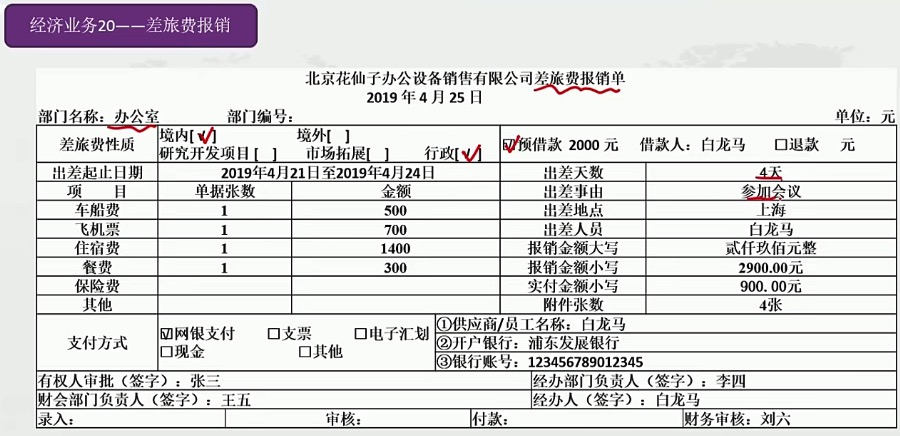 经济业务20——差旅费报销
北京花仙子办公设备销售有限公司差旅费报销单
2019 年 4 月 25 日
部门名称：办公室 部门编号： 单位：元
差旅费性质 境内[√] 境外[ ] ☑预借款 2000 元 借款人：白龙马 □退款 元
研究开发项目[ ] 市场拓展[ ] 行政[√]
出差起止日期 2019年4月21日至2019年4月24日 出差天数 4天
项 目 单据张数 金额 出差事由 参加会议
车船费 1 500 出差地点 上海
飞机票 1 700 出差人员 白龙马
住宿费 1 1400 报销金额大写 贰仟玖佰元整
餐费 1 300 报销金额小写 2900.00元
保险费 实付金额小写 900.00元
其他 附件张数 4张
支付方式 ☑网银支付 □支票 □电子汇划 ①供应商/员工名称：白龙马
□现金 □其他 ②开户银行：浦东发展银行
③银行账号：123456789012345
有权人审批（签字）：张三 经办部门负责人（签字）：李四
财会部门负责人（签字）：王五 经办人（签字）：白龙马
录入： 审核： 付款： 财务审核：刘六